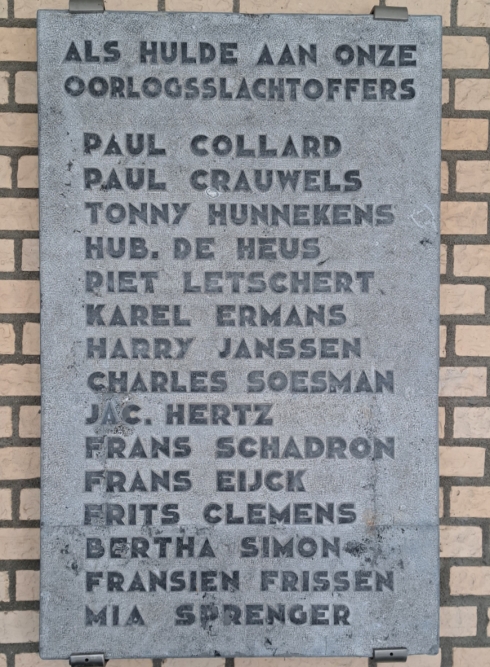 ALS HULDE AAN ONZE
OORLOGSSLACHTOFFERS
PAUL COLLARD
PAUL CRAUWELS
TONNY HUNNEKENS
HUB. DE HEUS
PIET LETSCHERT
KAREL ERMANS
HARRY JANSSEN
CHARLES SOESMAN
JAC. HERTZ
FRANS SCHADRON
FRANS EIJCK
FRITS CLEMENS
BERTHA SIMON
FRANSIEN FRISSEN
MIA SPRENGER